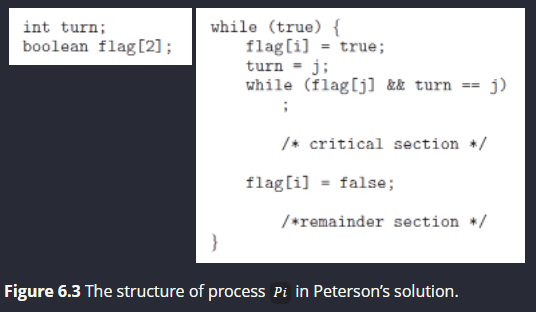 int turn;
boolean flag[2];
while (true) {
flag[i] = true;
turn = j;
while (flag[j] && turn == j)
;
/* critical section */
flag[i] = false;
/*remainder section */
}
Figure 6.3 The structure of process Pi in Peterson's solution.